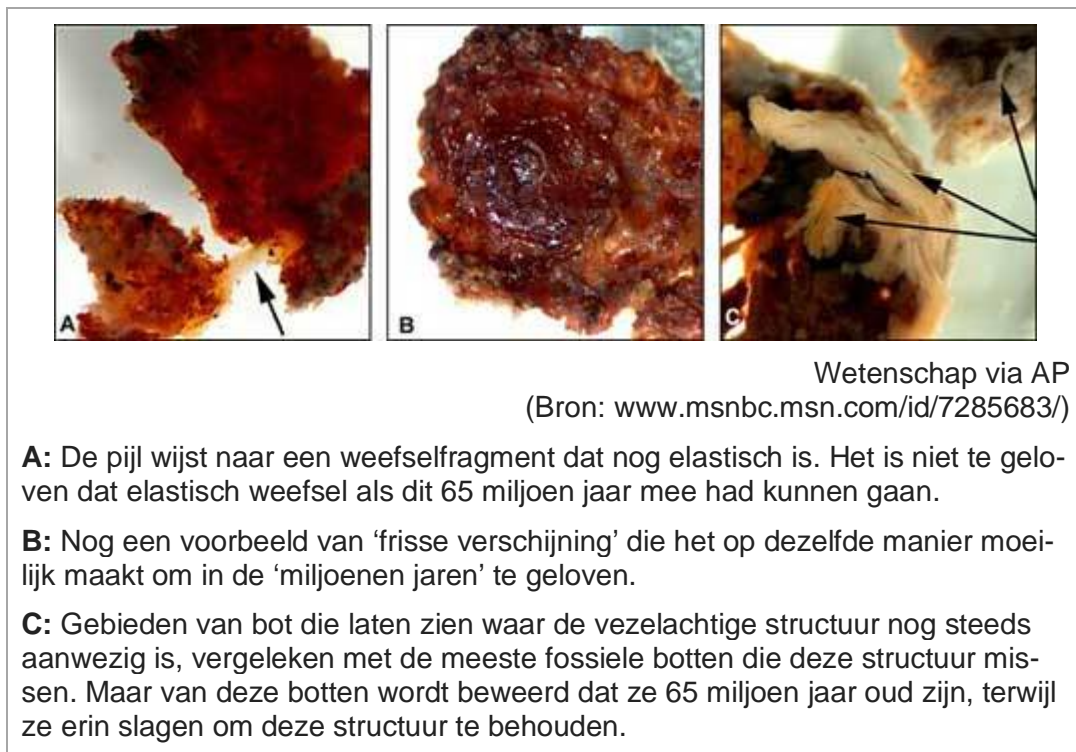 A
B
C
Wetenschap via AP
(Bron: www.msnbc.msn.com/id/7285683/)
A: De pijl wijst naar een weefselfragment dat nog elastisch is. Het is niet te gelo-
ven dat elastisch weefsel als dit 65 miljoen jaar mee had kunnen gaan.
B: Nog een voorbeeld van ‘frisse verschijning’ die het op dezelfde manier moei-
lijk maakt om in de ‘miljoenen jaren’ te geloven.
C: Gebieden van bot die laten zien waar de vezelachtige structuur nog steeds
aanwezig is, vergeleken met de meeste fossiele botten die deze structuur mis-
sen. Maar van deze botten wordt beweerd dat ze 65 miljoen jaar oud zijn, terwijl
ze erin slagen om deze structuur te behouden.